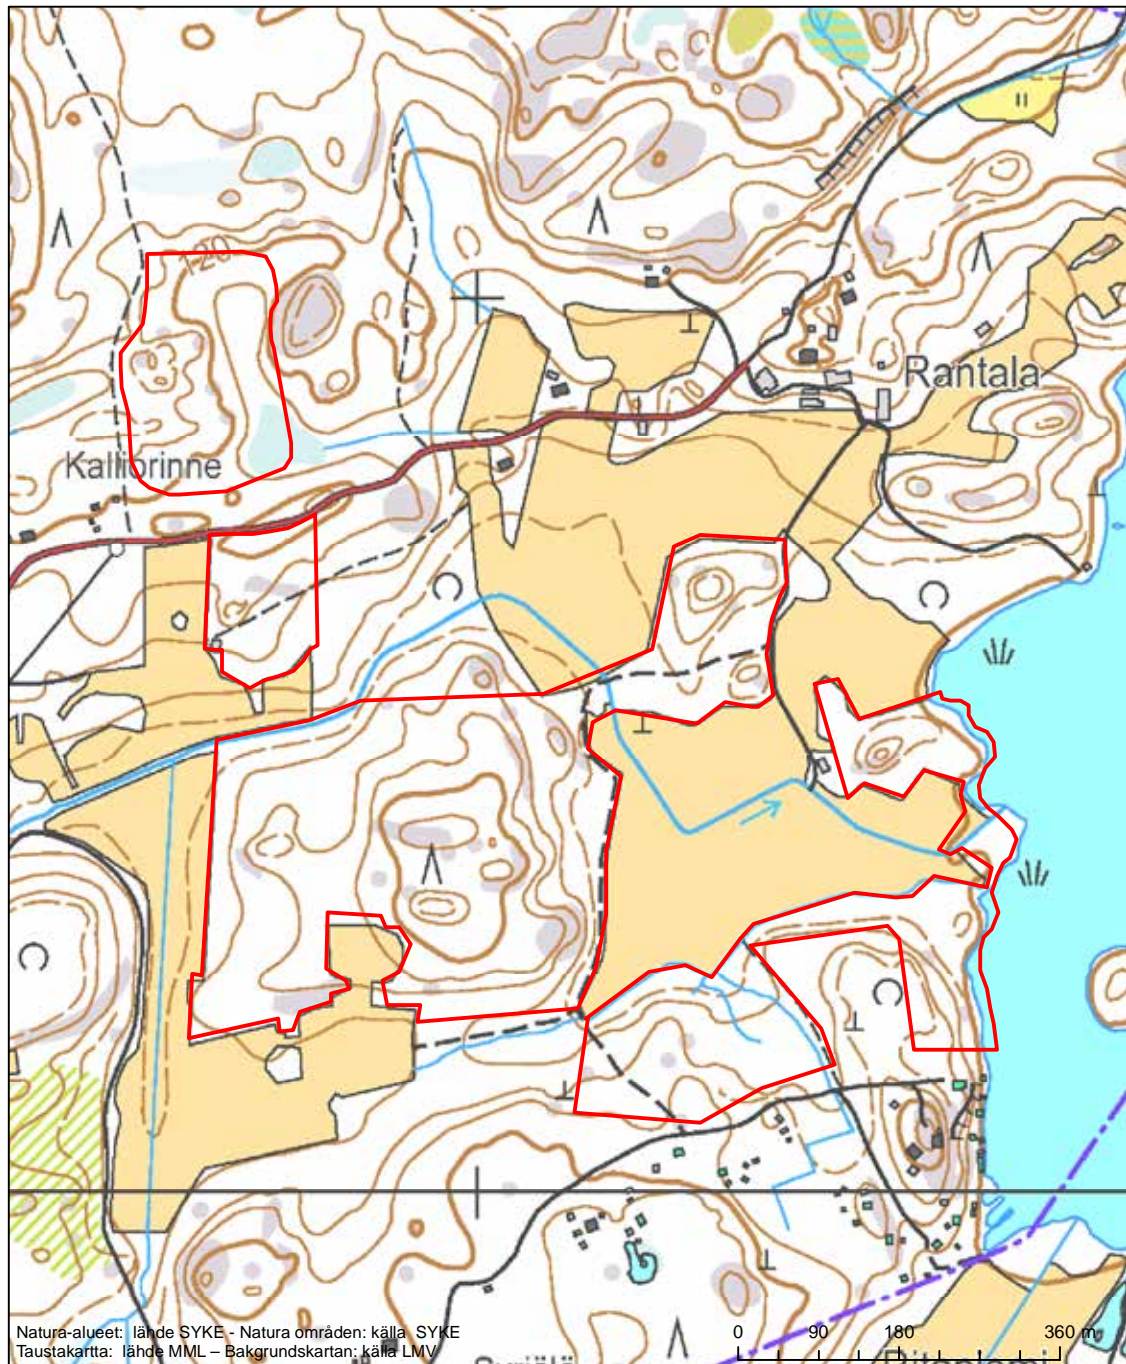 120
Rantala
Kalliorinne
Natura-alueet: lähde SYKE - Natura områden: källa SYKE
Taustakartta: lähde MML – Bakgrundskartan: källa LMV
0 90 180 360 m